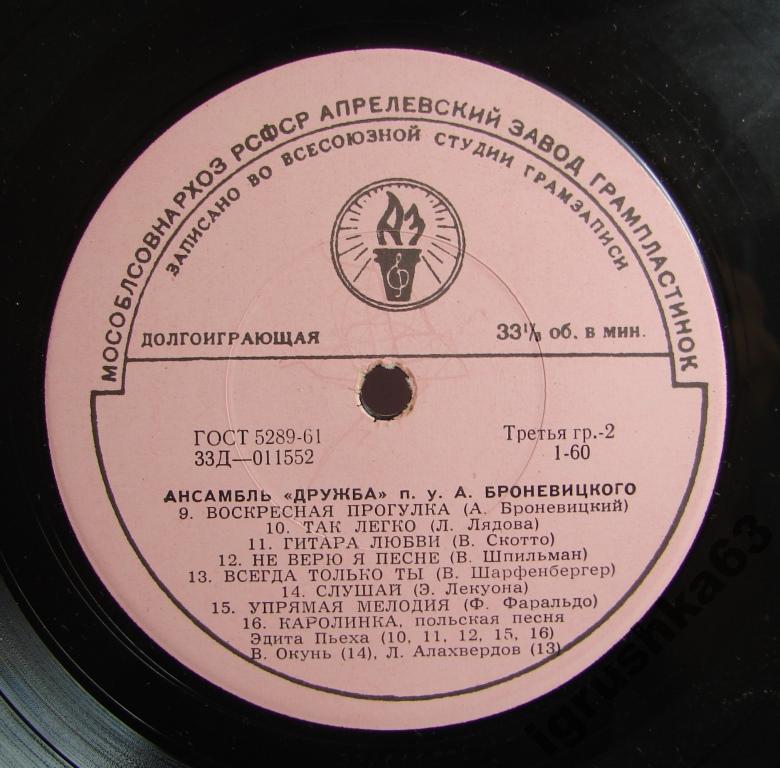 МОСОБЛСОВНАРХОЗ РСФСР АПРЕЛЕВСКИЙ ЗАВОД ГРАМПЛАСТИНОК
ЗАПИСАНО ВО ВСЕСОЮЗНОЙ СТУДИИ ГРАМЗАПИСИ
АЗ
ДОЛГОИГРАЮЩАЯ 33⅓ об. в мин.
ГОСТ 5289-61 Третья гр.-2
33Д—011552 1-60
АНСАМБЛЬ «ДРУЖБА» п. у. А. БРОНЕВИЦКОГО
9. ВОСКРЕСНАЯ ПРОГУЛКА (А. Броневицкий)
10. ТАК ЛЕГКО (Л. Лядова)
11. ГИТАРА ЛЮБВИ (В. Скотто)
12. НЕ ВЕРЮ Я ПЕСНЕ (В. Шпильман)
13. ВСЕГДА ТОЛЬКО ТЫ (В. Шарфенбергер)
14. СЛУШАЙ (Э. Лекуона)
15. УПРЯМАЯ МЕЛОДИЯ (Ф. Фаральдо)
16. КАРОЛИНКА, польская песня
Эдита Пьеха (10, 11, 12, 15, 16)
В. Окунь (14), Л. Алахвердов (13)
igrushka63